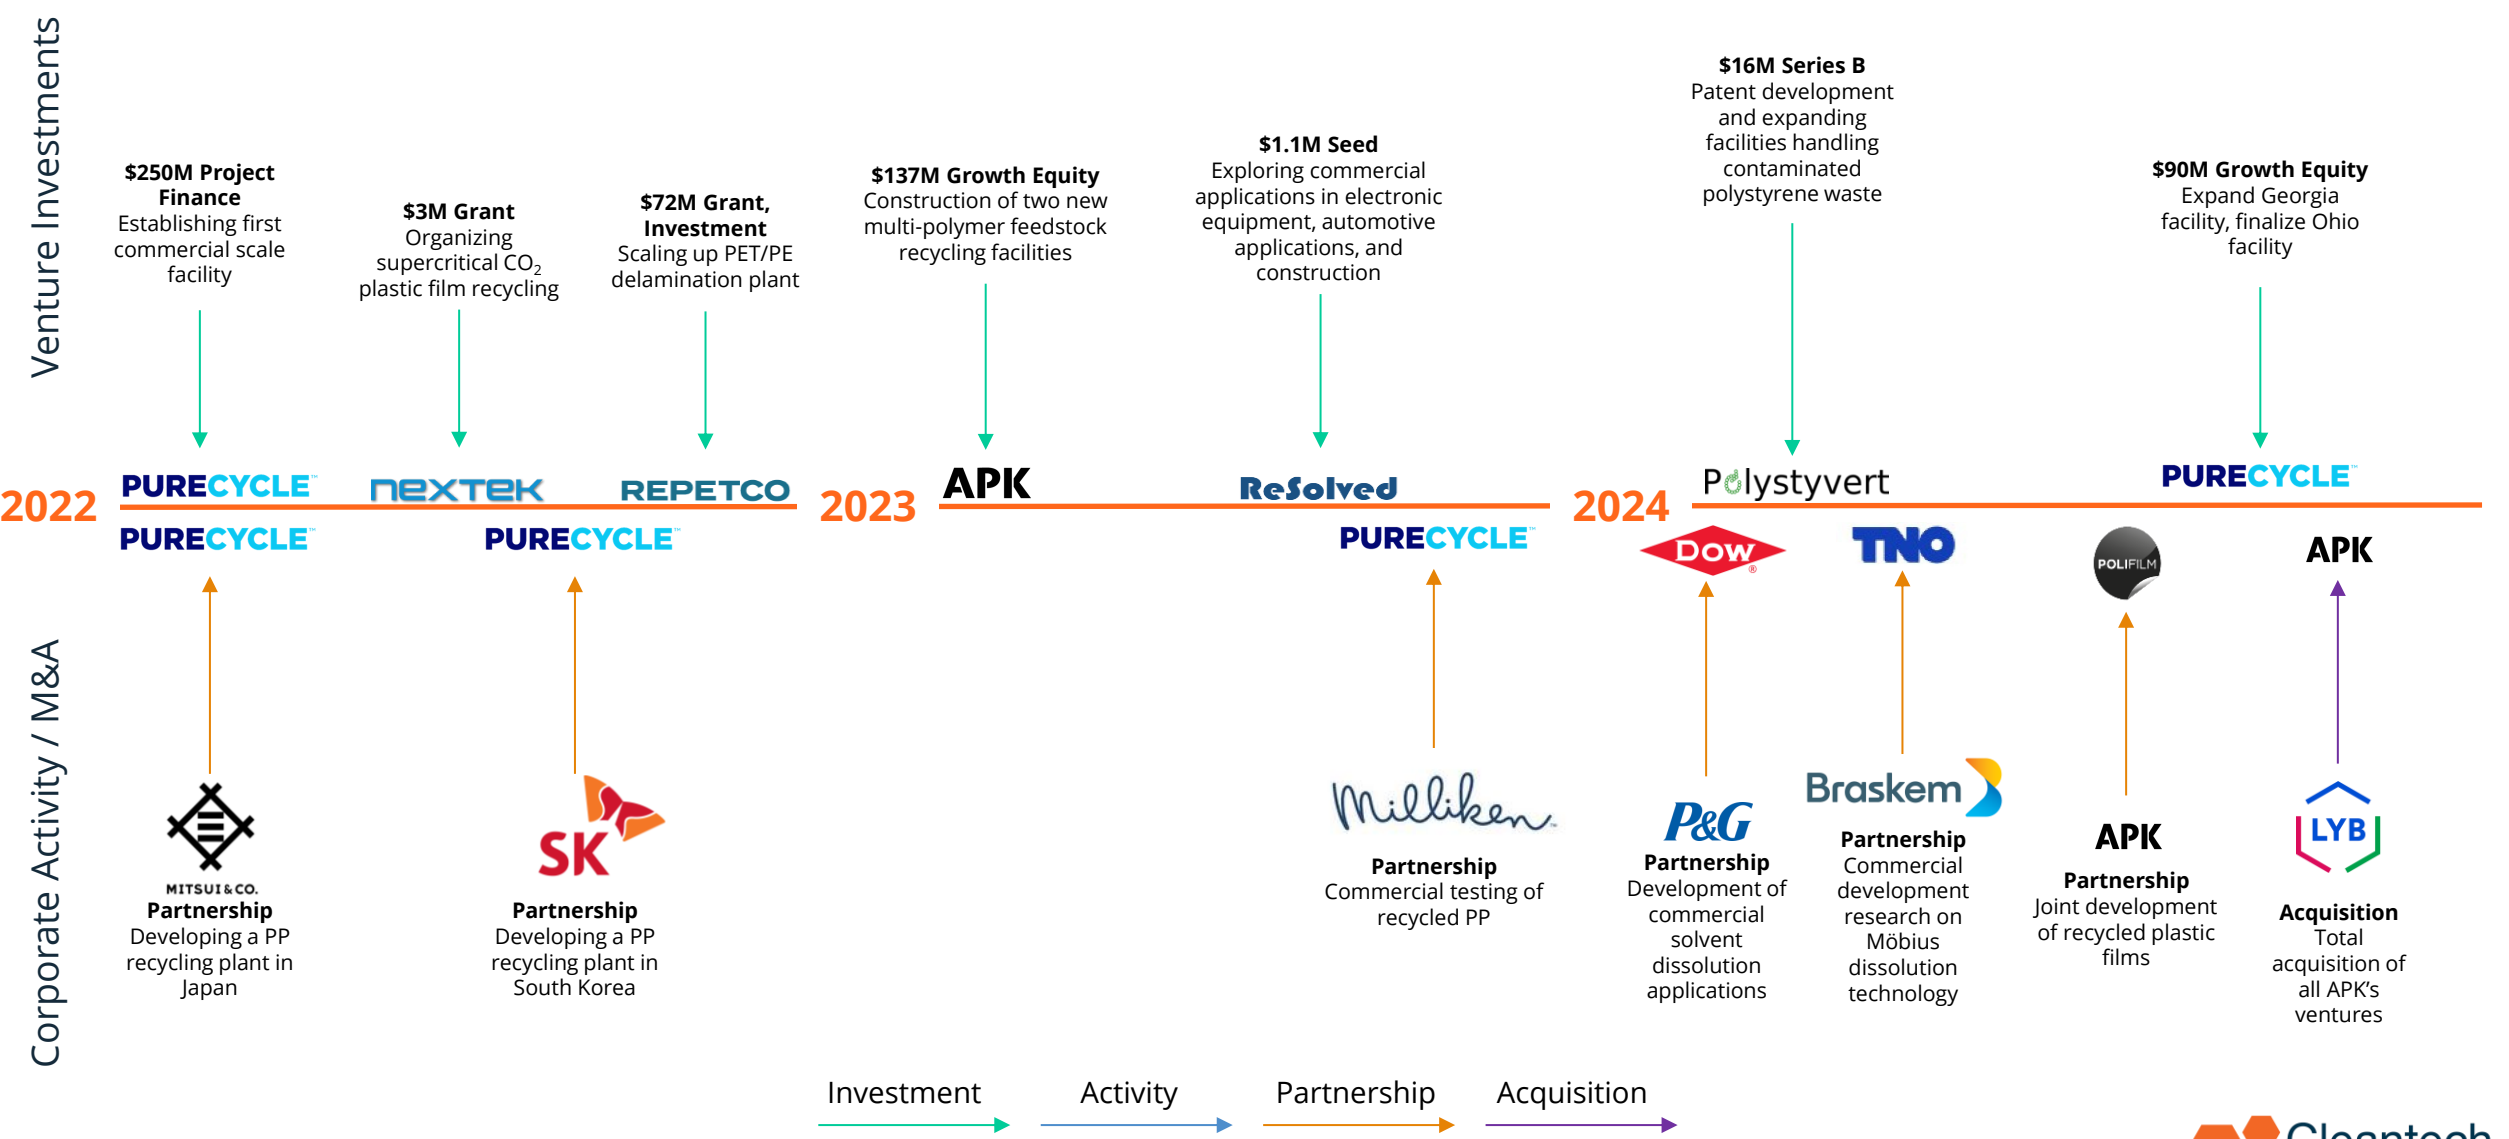 Venture Investments
$250M Project
Finance
Establishing first
commercial scale
facility
$3M Grant
Organizing
supercritical CO₂
plastic film recycling
$72M Grant,
Investment
Scaling up PET/PE
delamination plant
$137M Growth Equity
Construction of two new
multi-polymer feedstock
recycling facilities
$1.1M Seed
Exploring commercial
applications in electronic
equipment, automotive
applications, and
construction
$16M Series B
Patent development
and expanding
facilities handling
contaminated
polystyrene waste
$90M Growth Equity
Expand Georgia
facility, finalize Ohio
facility
2022
PURECYCLE™
NEXTEK
REPETCO
2023
APK
ReSolved
2024
Polystyvert
PURECYCLE™
PURECYCLE™
PURECYCLE™
PURECYCLE™
DOW®
TNO
POLIFILM
APK
Corporate Activity / M&A
MITSUI & CO.
Partnership
Developing a PP
recycling plant in
Japan
SK
Partnership
Developing a PP
recycling plant in
South Korea
Milliken™
Partnership
Commercial testing of
recycled PP
P&G
Partnership
Development of
commercial
solvent
dissolution
applications
Braskem
Partnership
Commercial
development
research on
Möbius
dissolution
technology
APK
Partnership
Joint development
of recycled plastic
films
LYB
Acquisition
Total
acquisition of
all APK’s
ventures
Investment
Activity
Partnership
Acquisition
Cleantech